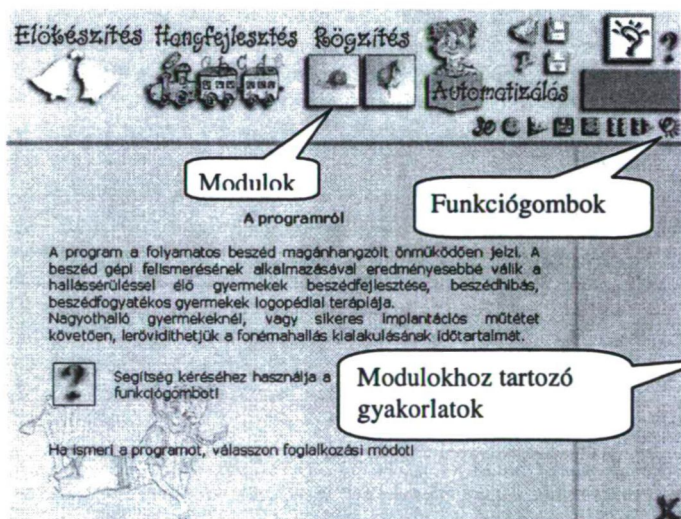 Előkészítés Hangfejlesztés Rögzítés
Automatizálás
Modulok
Funkciógombok
A programról
A program a folyamatos beszéd magánhangzóit önműködően jelzi. A
beszéd gépi felismerésének alkalmazásával eredményesebbé válik a
hallássérüléssel élő gyermekek beszédfejlesztése, beszédhibás,
beszédfogyatékos gyermekek logopédiai terápiája.
Nagyothalló gyermekeknél, vagy sikeres implantációs műtétet
követően, lerövidíthetjük a fonémahallás kialakulásának időtartalmát.
?
Segítség kéréséhez használja a
funkciógombot!
Modulokhoz tartozó
gyakorlatok
Ha ismeri a programot, válasszon foglalkozási módot!
X